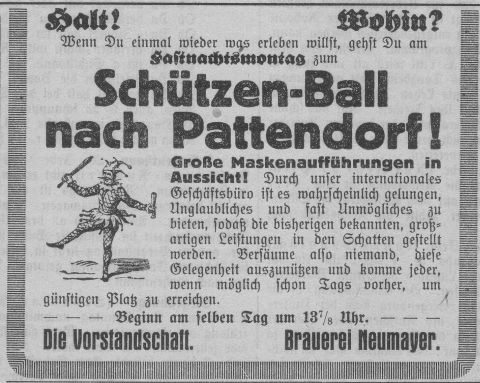 Halt! Wohin?
Wenn Du einmal wieder was erleben willst, gehst Du am
Fastnachtsmontag zum
Schützen-Ball
nach Pattendorf!
Große Maskenaufführungen in
Aussicht! Durch unser internationales
Geschäftsbüro ist es wahrscheinlich gelungen,
Unglaubliches und fast Unmögliches zu
bieten, sodaß die bisherigen bekannten, groß-
artigen Leistungen in den Schatten gestellt
werden. Versäume also niemand, diese
Gelegenheit auszunützen und komme jeder,
wenn möglich schon Tags vorher, um
günstigen Platz zu erreichen. 1
— — — Beginn am selben Tag um 13⅞ Uhr. — — —
Die Vorstandschaft. Brauerei Neumayer.